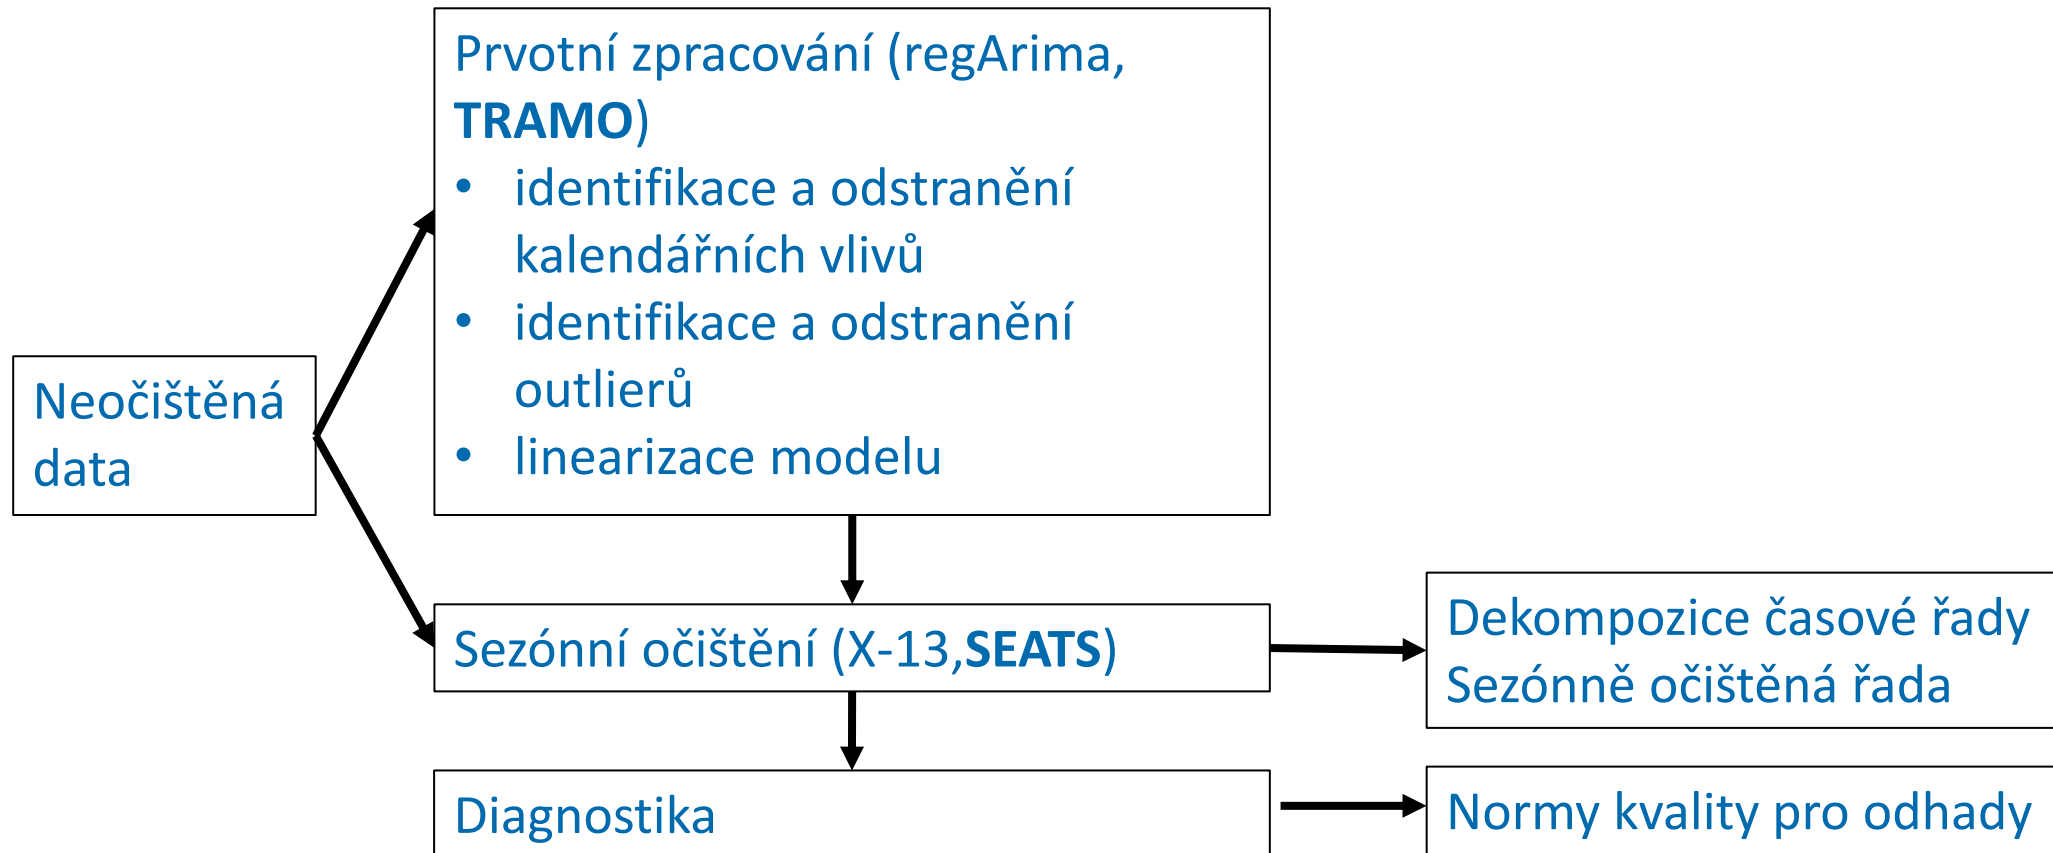 Prvotní zpracování (regArima,
TRAMO)
• identifikace a odstranění
kalendářních vlivů
• identifikace a odstranění
outlierů
• linearizace modelu
Neočištěná
data
Sezónní očištění (X-13,SEATS)
Dekompozice časové řady
Sezónně očištěná řada
Diagnostika
Normy kvality pro odhady